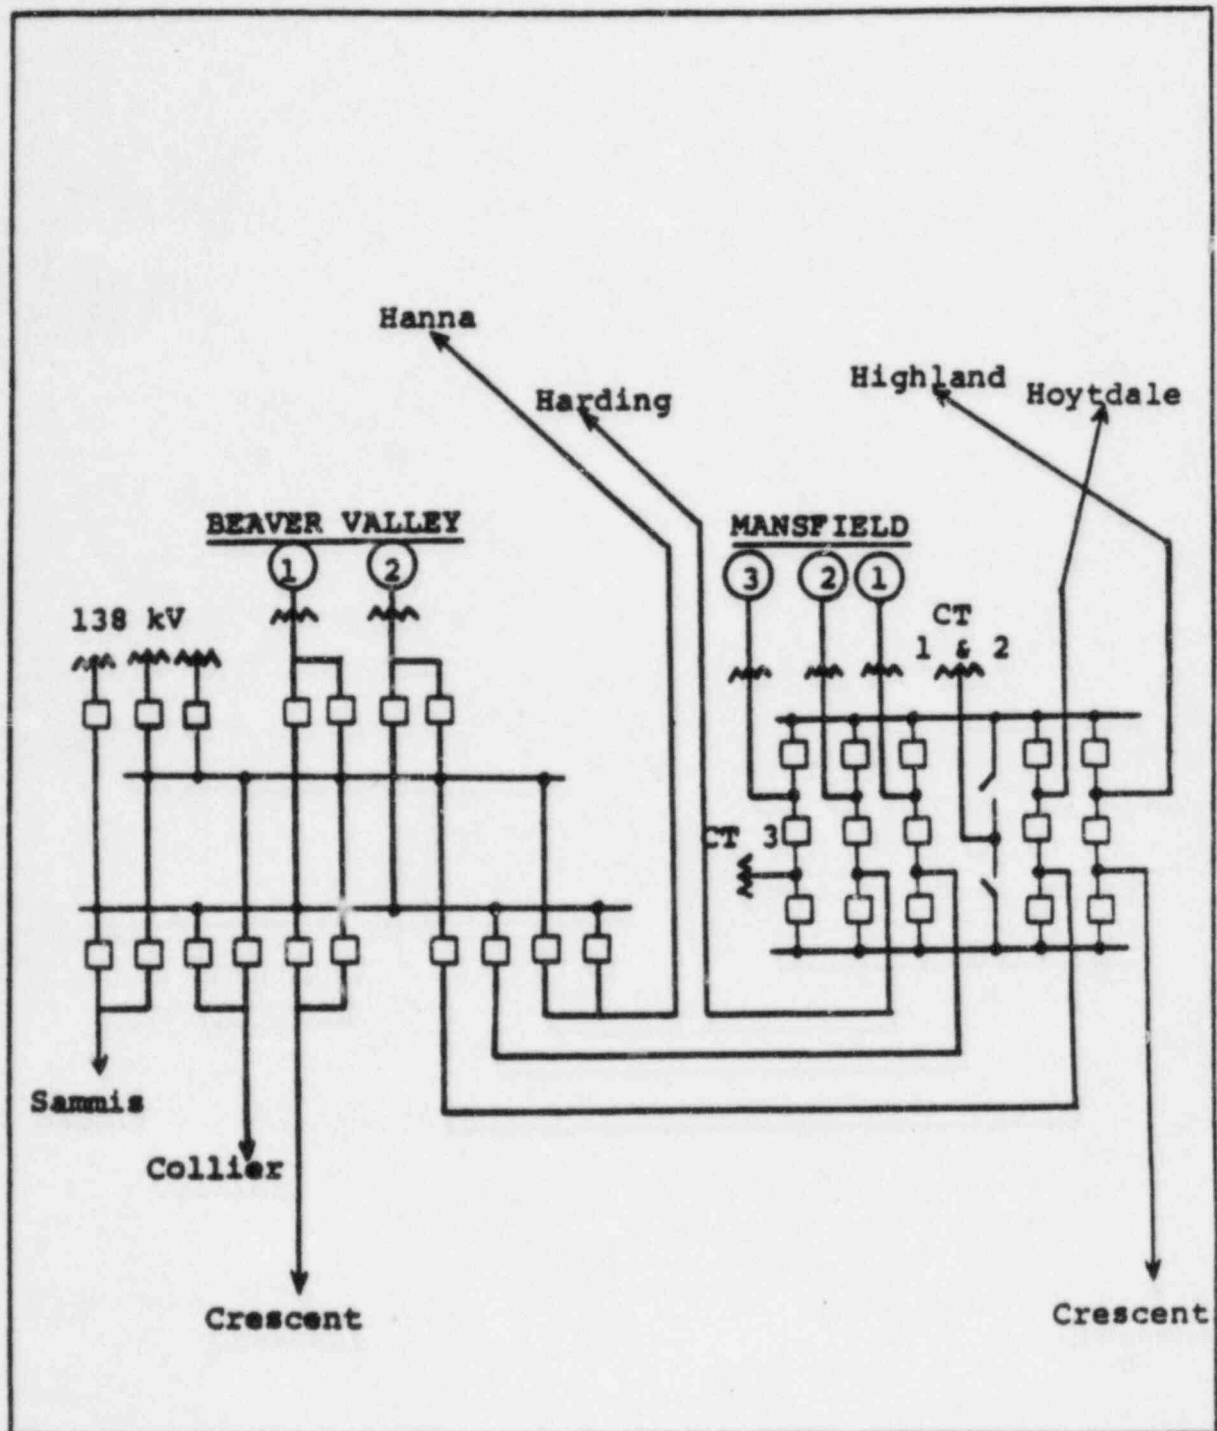 Hanna
Harding
Highland
Hoytdale
BEAVER VALLEY
MANSFIELD
1
2
3
2
1
138 kV
CT
1 & 2
CT 3
Sammis
Collier
Crescent
Crescent